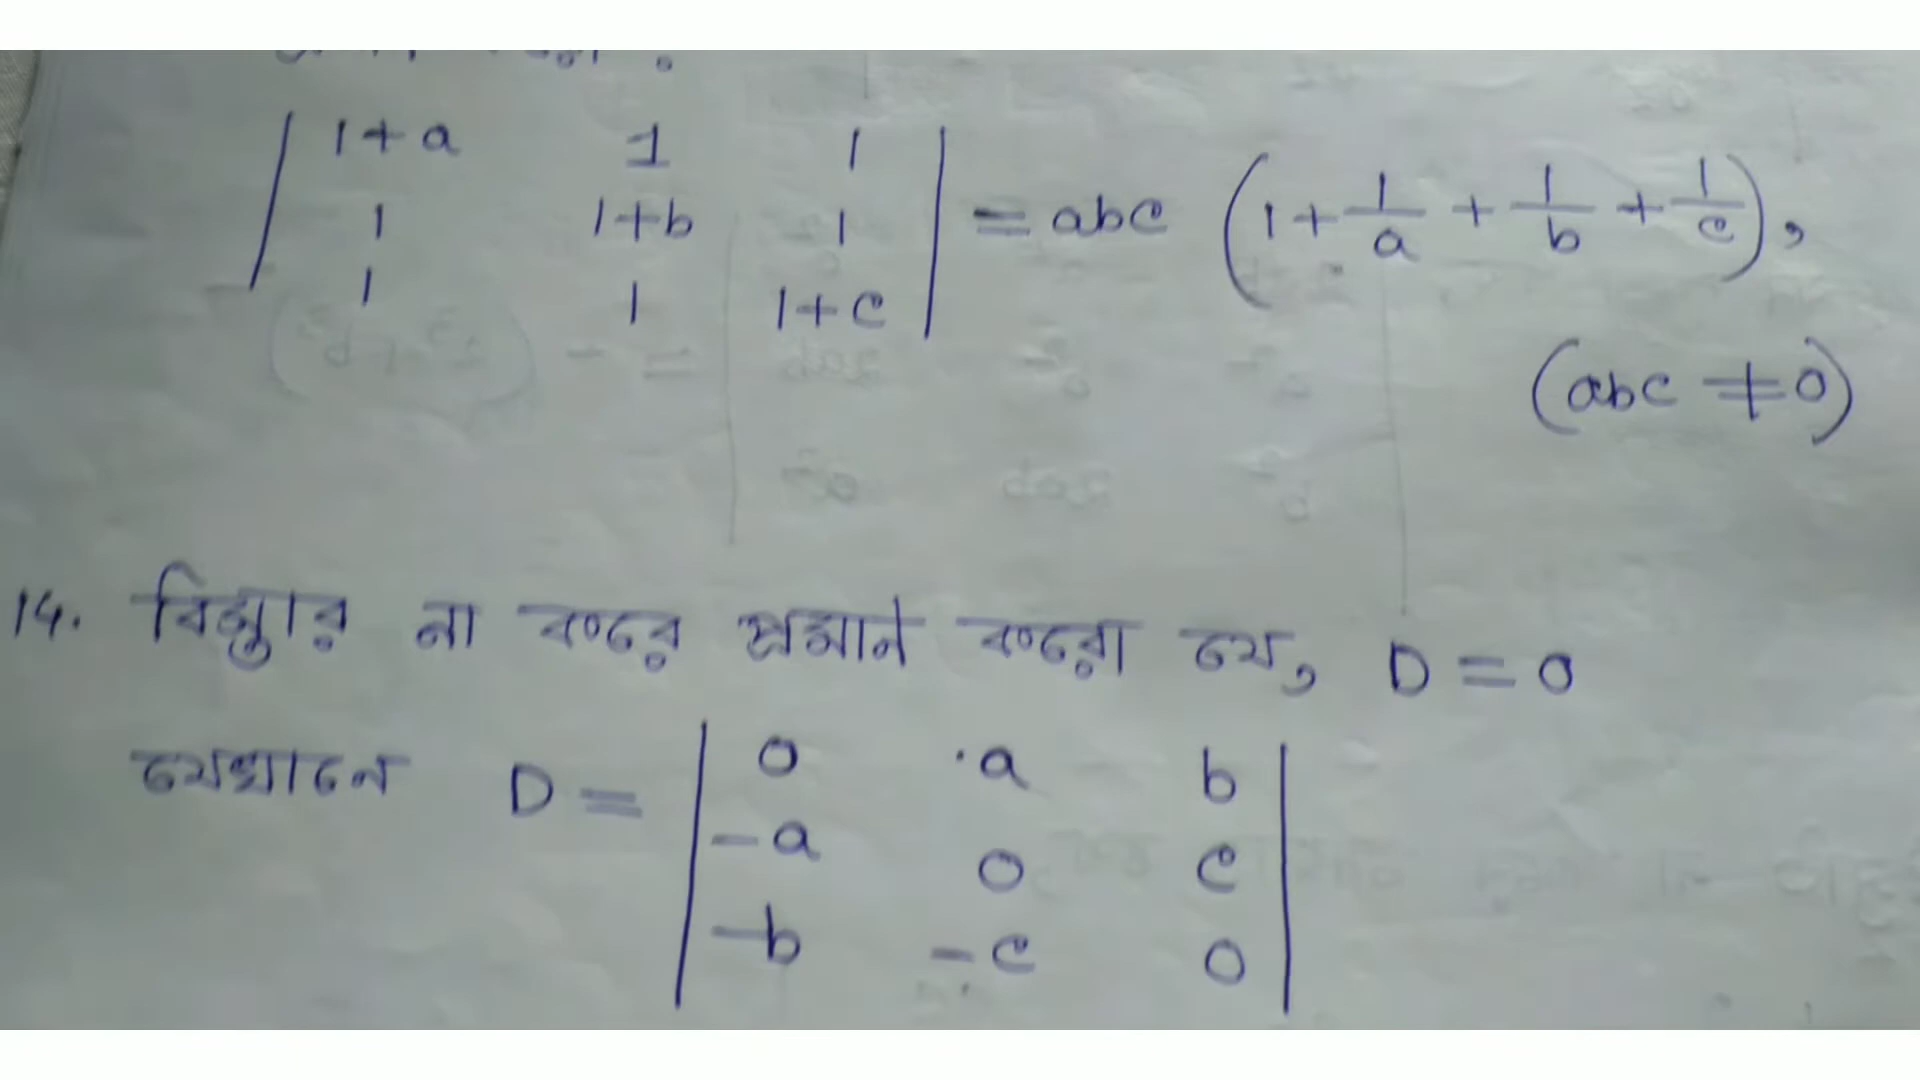 | 1+a 1 1 |
| 1 1+b 1 | = abc (1 + 1/a + 1/b + 1/c),
| 1 1 1+c |
(abc ≠ 0)
14. বিস্তার না করে প্রমান করো যে, D = 0
যেখানে D = | 0 a b |
| -a 0 c |
| -b -c 0 |